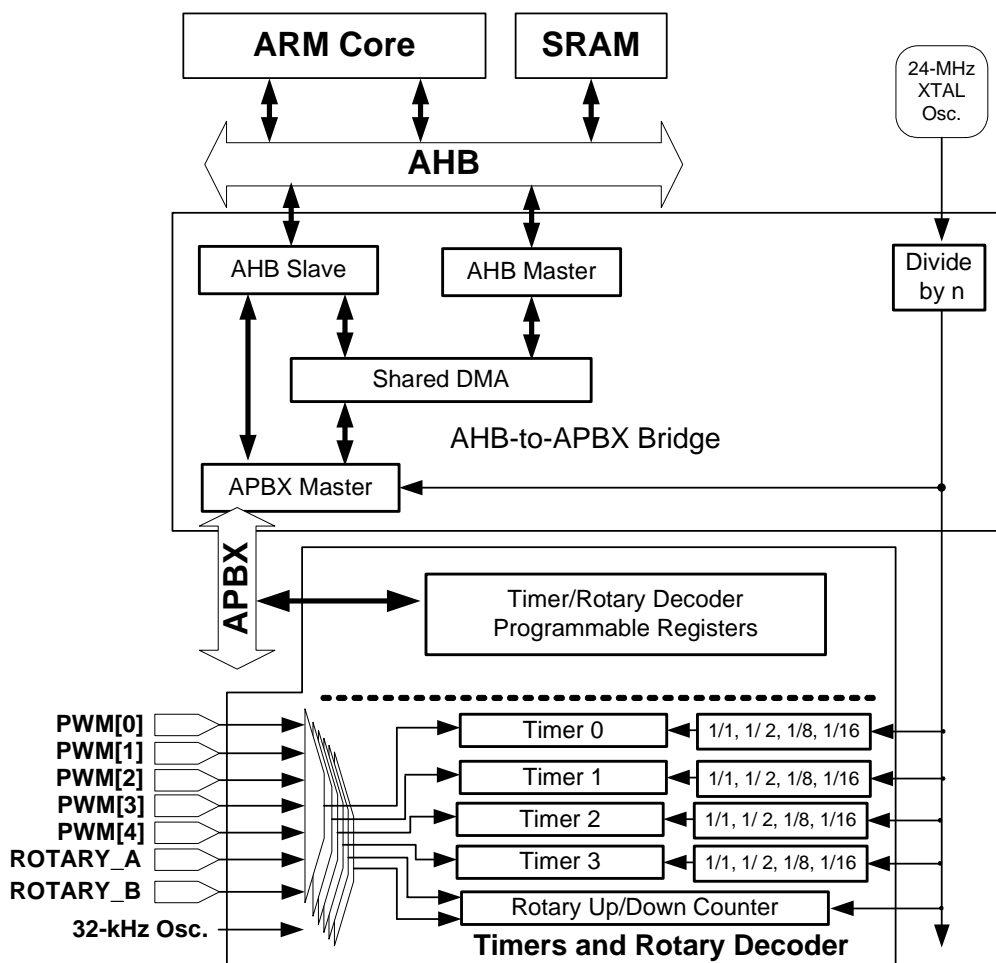 ARM Core
SRAM
24-MHz
XTAL
Osc.
AHB
AHB Slave
AHB Master
Divide
by n
Shared DMA
AHB-to-APBX Bridge
APBX Master
APBX
Timer/Rotary Decoder
Programmable Registers
PWM[0]
PWM[1]
PWM[2]
PWM[3]
PWM[4]
ROTARY_A
ROTARY_B
32-kHz Osc.
Timer 0
1/1, 1/ 2, 1/8, 1/16
Timer 1
1/1, 1/ 2, 1/8, 1/16
Timer 2
1/1, 1/ 2, 1/8, 1/16
Timer 3
1/1, 1/ 2, 1/8, 1/16
Rotary Up/Down Counter
Timers and Rotary Decoder